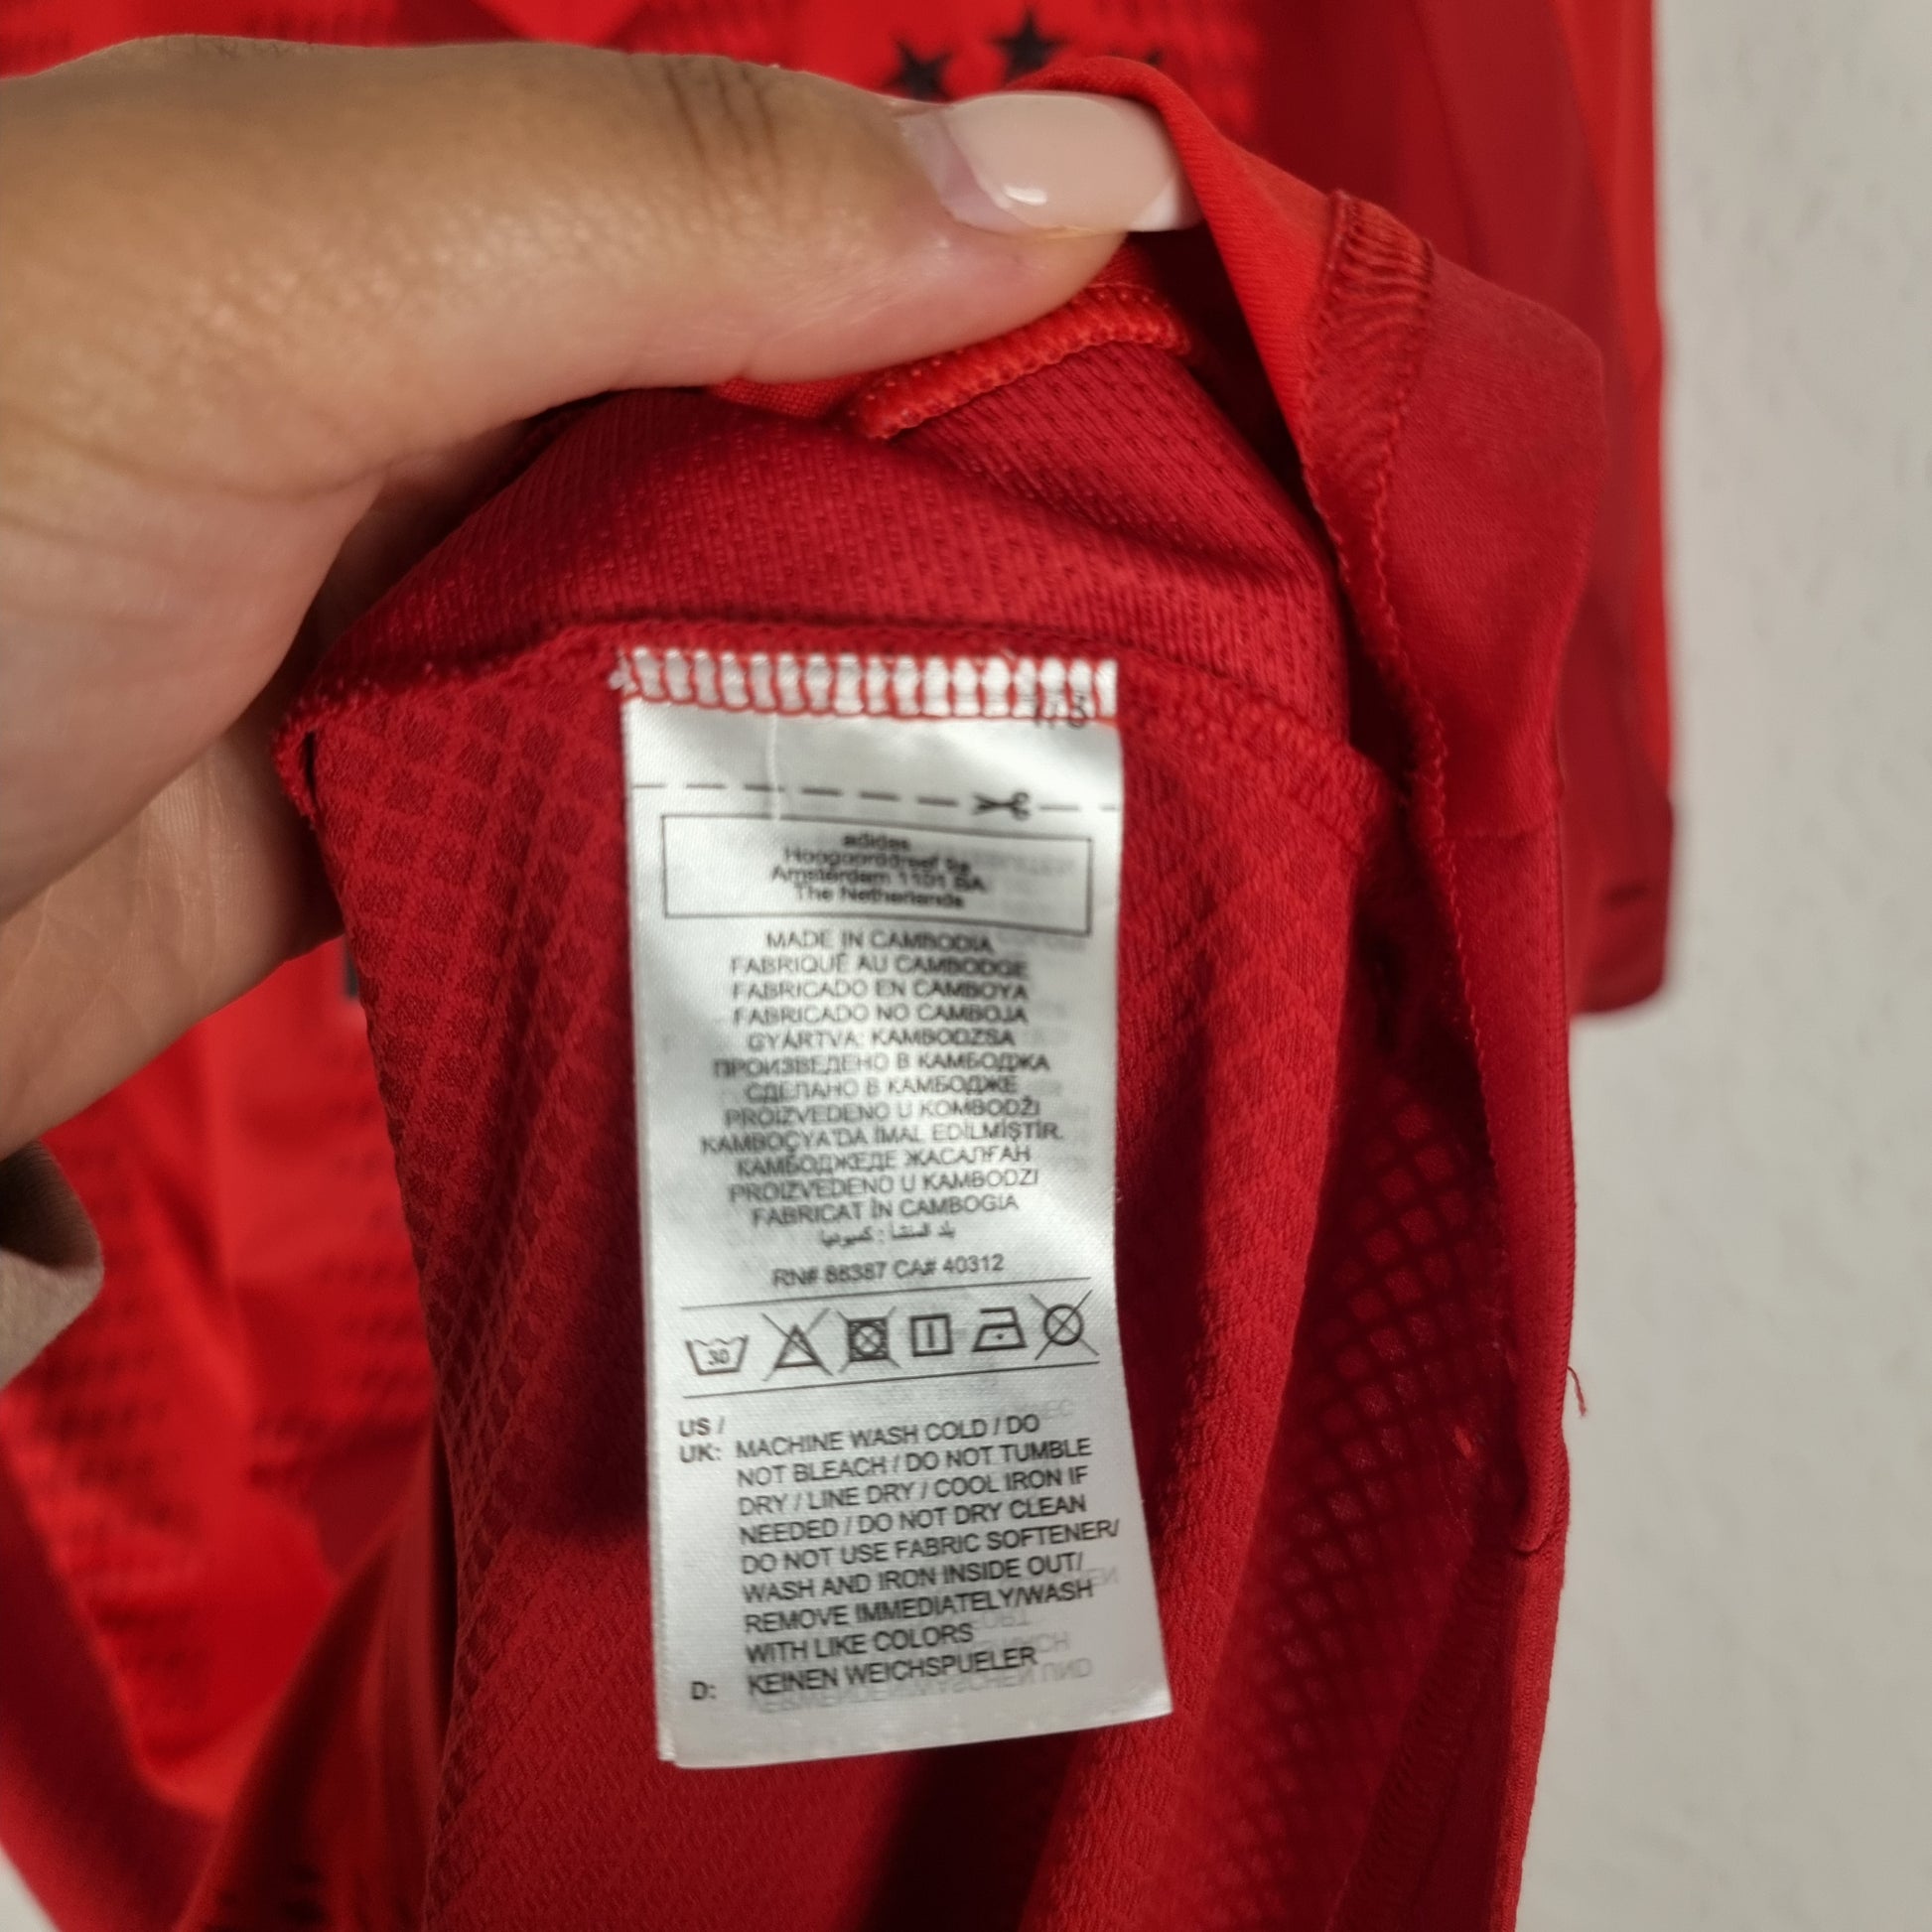 adidas
Amsterdam 1101 BA
The Netherlands
MADE IN CAMBODIA
FABRIQUÉ AU CAMBODGE
FABRICADO EN CAMBOYA
FABRICADO NO CAMBOJA
GYÁRTVA: KAMBODZSA
ПРОИЗВЕДЕНО В КАМБОДЖА
СДЕЛАНО В КАМБОДЖЕ
PROIZVEDENO U KOMBODŽI
KAMBOÇYA'DA İMAL EDİLMİŞTİR.
КАМБОДЖЕДЕ ЖАСАЛҒАН
PROIZVEDENO U KAMBODZI
FABRICAT ÎN CAMBOGIA
بلد المنشأ : كمبوديا
RN# 88387 CA# 40312
30
US /
UK: MACHINE WASH COLD / DO
NOT BLEACH / DO NOT TUMBLE
DRY / LINE DRY / COOL IRON IF
NEEDED / DO NOT DRY CLEAN
DO NOT USE FABRIC SOFTENER/
WASH AND IRON INSIDE OUT/
REMOVE IMMEDIATELY/WASH
WITH LIKE COLORS
D: KEINEN WEICHSPUELER